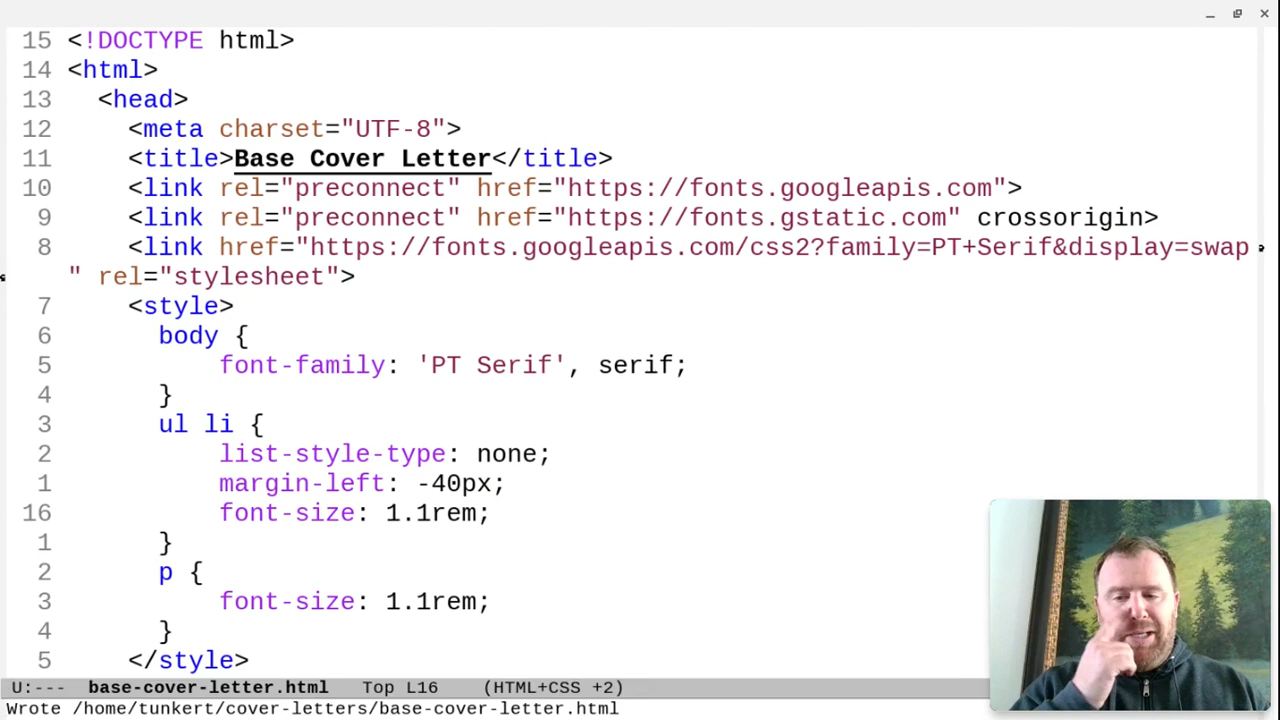 15 <!DOCTYPE html>
14 <html>
13 <head>
12 <meta charset="UTF-8">
11 <title>Base Cover Letter</title>
10 <link rel="preconnect" href="https://fonts.googleapis.com">
9 <link rel="preconnect" href="https://fonts.gstatic.com" crossorigin>
8 <link href="https://fonts.googleapis.com/css2?family=PT+Serif&display=swap
" rel="stylesheet">
7 <style>
6 body {
5 font-family: 'PT Serif', serif;
4 }
3 ul li {
2 list-style-type: none;
1 margin-left: -40px;
16 font-size: 1.1rem;
1 }
2 p {
3 font-size: 1.1rem;
4 }
5 </style>
U:--- base-cover-letter.html Top L16 (HTML+CSS +2)
Wrote /home/tunkert/cover-letters/base-cover-letter.html